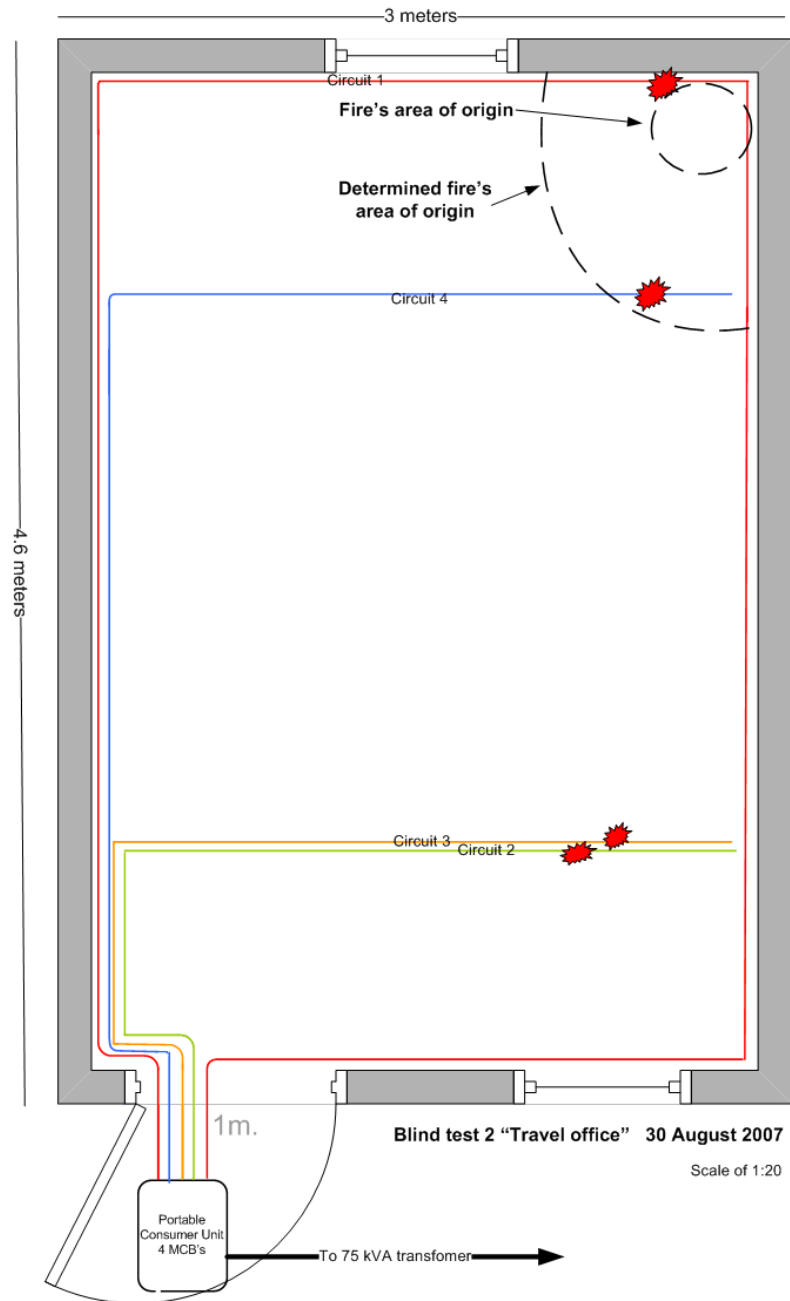 3 meters
Circuit 1
Fire's area of origin
Determined fire's
area of origin
Circuit 4
4.6 meters
Circuit 3
Circuit 2
1m.
Blind test 2 “Travel office” 30 August 2007
Scale of 1:20
Portable
Consumer Unit
4 MCB's
To 75 kVA transfomer